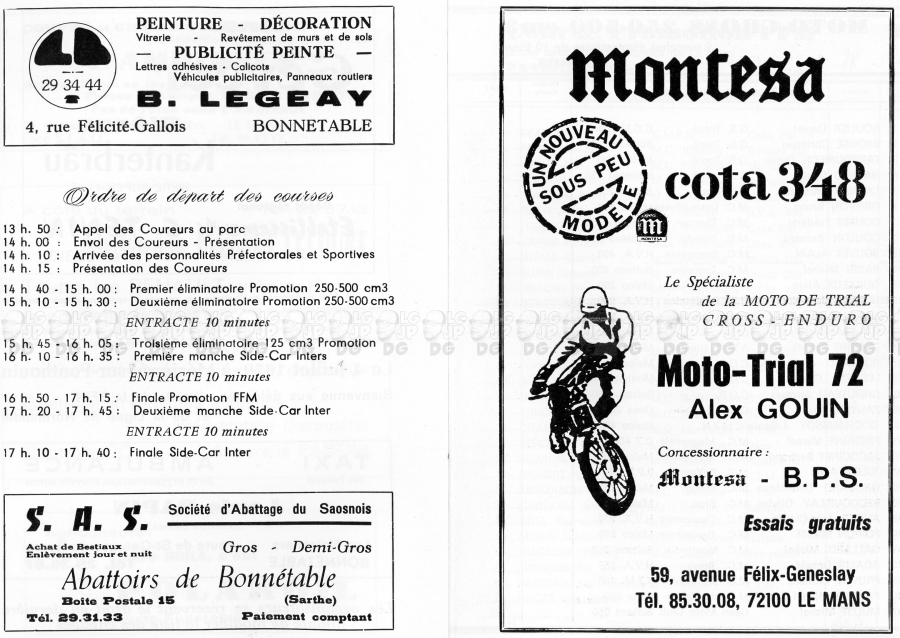 LB
29 34 44
PEINTURE - DÉCORATION
Vitrerie - Revêtement de murs et de sols
— PUBLICITÉ PEINTE —
Lettres adhésives - Calicots
Véhicules publicitaires, Panneaux routiers
B. LEGEAY
4, rue Félicité-Gallois BONNETABLE
Ordre de départ des courses
13 h. 50 : Appel des Coureurs au parc
14 h. 00 : Envol des Coureurs - Présentation
14 h. 10 : Arrivée des personnalités Préfectorales et Sportives
14 h. 15 : Présentation des Coureurs
14 h 40 - 15 h. 00 : Premier éliminatoire Promotion 250-500 cm3
15 h. 10 - 15 h. 30 : Deuxième éliminatoire Promotion 250-500 cm3
ENTRACTE 10 minutes
15 h. 45 - 16 h. 05 : Troisième éliminatoire 125 cm3 Promotion
16 h. 10 - 16 h. 35 : Première manche Side-Car Inters
ENTRACTE 10 minutes
16 h. 50 - 17 h. 15 : Finale Promotion FFM
17 h. 20 - 17 h. 45 : Deuxième manche Side-Car Inter
ENTRACTE 10 minutes
17 h. 10 - 17 h. 40 : Finale Side-Car Inter
S. A. S. Société d'Abattage du Saosnois
Achat de Bestiaux
Enlèvement jour et nuit
Gros - Demi-Gros
Abattoirs de Bonnétable
Boîte Postale 15 (Sarthe)
Tél. 29.31.33 Paiement comptant
Montesa
UN NOUVEAU
SOUS PEU
MODÈLE
cota 348
MONTESA
Le Spécialiste
de la MOTO DE TRIAL
CROSS - ENDURO
Moto-Trial 72
Alex GOUIN
Concessionnaire :
Montesa - B.P.S.
Essais gratuits
59, avenue Félix-Geneslay
Tél. 85.30.08, 72100 LE MANS